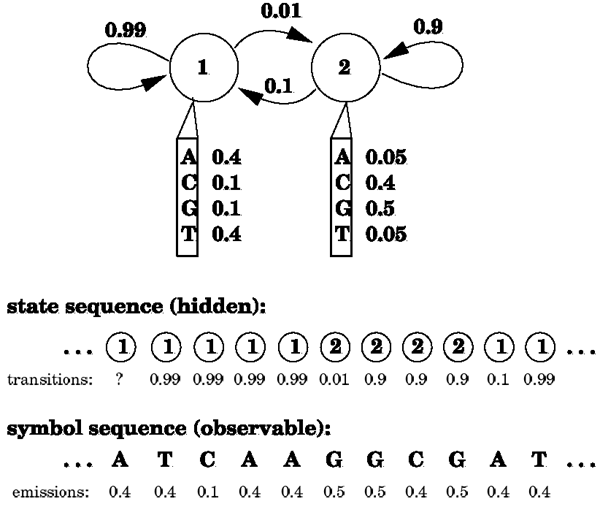 0.01
0.99 0.9
1 2
0.1
A 0.4 A 0.05
C 0.1 C 0.4
G 0.1 G 0.5
T 0.4 T 0.05
state sequence (hidden):
... 1 1 1 1 1 2 2 2 2 1 1 ...
transitions: ? 0.99 0.99 0.99 0.99 0.01 0.9 0.9 0.9 0.1 0.99
symbol sequence (observable):
... A T C A A G G C G A T ...
emissions: 0.4 0.4 0.1 0.4 0.4 0.5 0.5 0.4 0.5 0.4 0.4